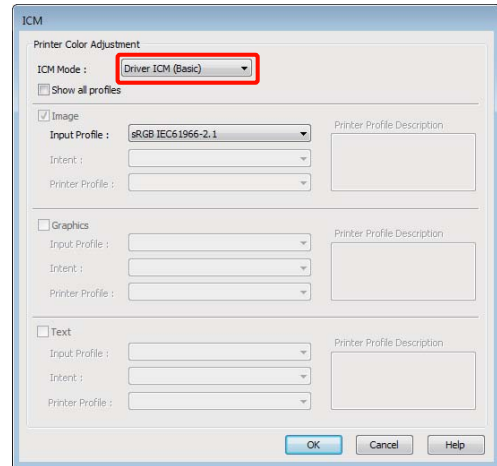 ICM
Printer Color Adjustment
ICM Mode : Driver ICM (Basic)
Show all profiles
Image
Printer Profile Description
Input Profile : sRGB IEC61966-2.1
Intent :
Printer Profile :
Graphics
Printer Profile Description
Input Profile :
Intent :
Printer Profile :
Text
Printer Profile Description
Input Profile :
Intent :
Printer Profile :
OK Cancel Help